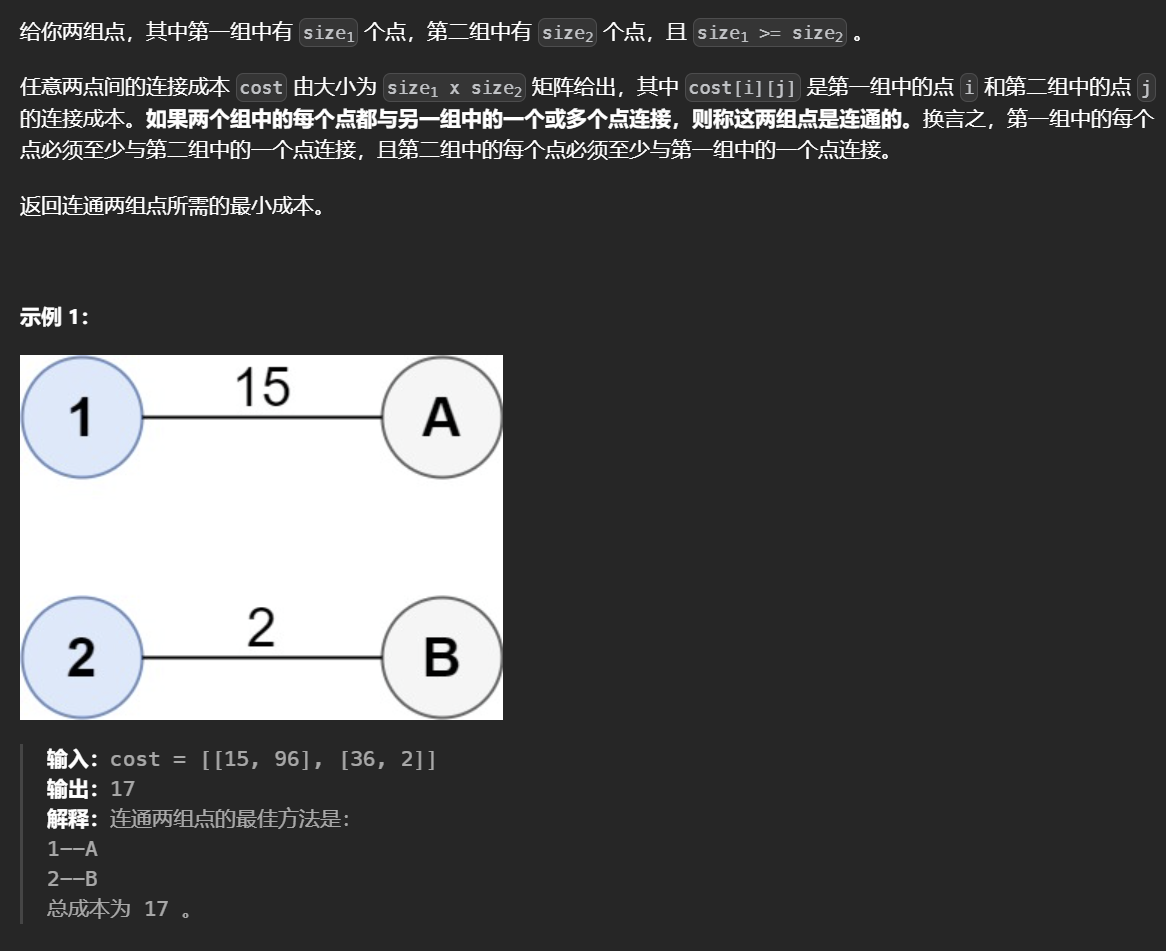 给你两组点，其中第一组中有 size₁ 个点，第二组中有 size₂ 个点，且 size₁ >= size₂ 。
任意两点间的连接成本 cost 由大小为 size₁ x size₂ 矩阵给出，其中 cost[i][j] 是第一组中的点 i 和第二组中的点 j
的连接成本。如果两个组中的每个点都与另一组中的一个或多个点连接，则称这两组点是连通的。换言之，第一组中的每个
点必须至少与第二组中的一个点连接，且第二组中的每个点必须至少与第一组中的一个点连接。
返回连通两组点所需的最小成本。
示例 1：
1 15 A
2 2 B
输入：cost = [[15, 96], [36, 2]]
输出：17
解释：连通两组点的最佳方法是：
1--A
2--B
总成本为 17 。